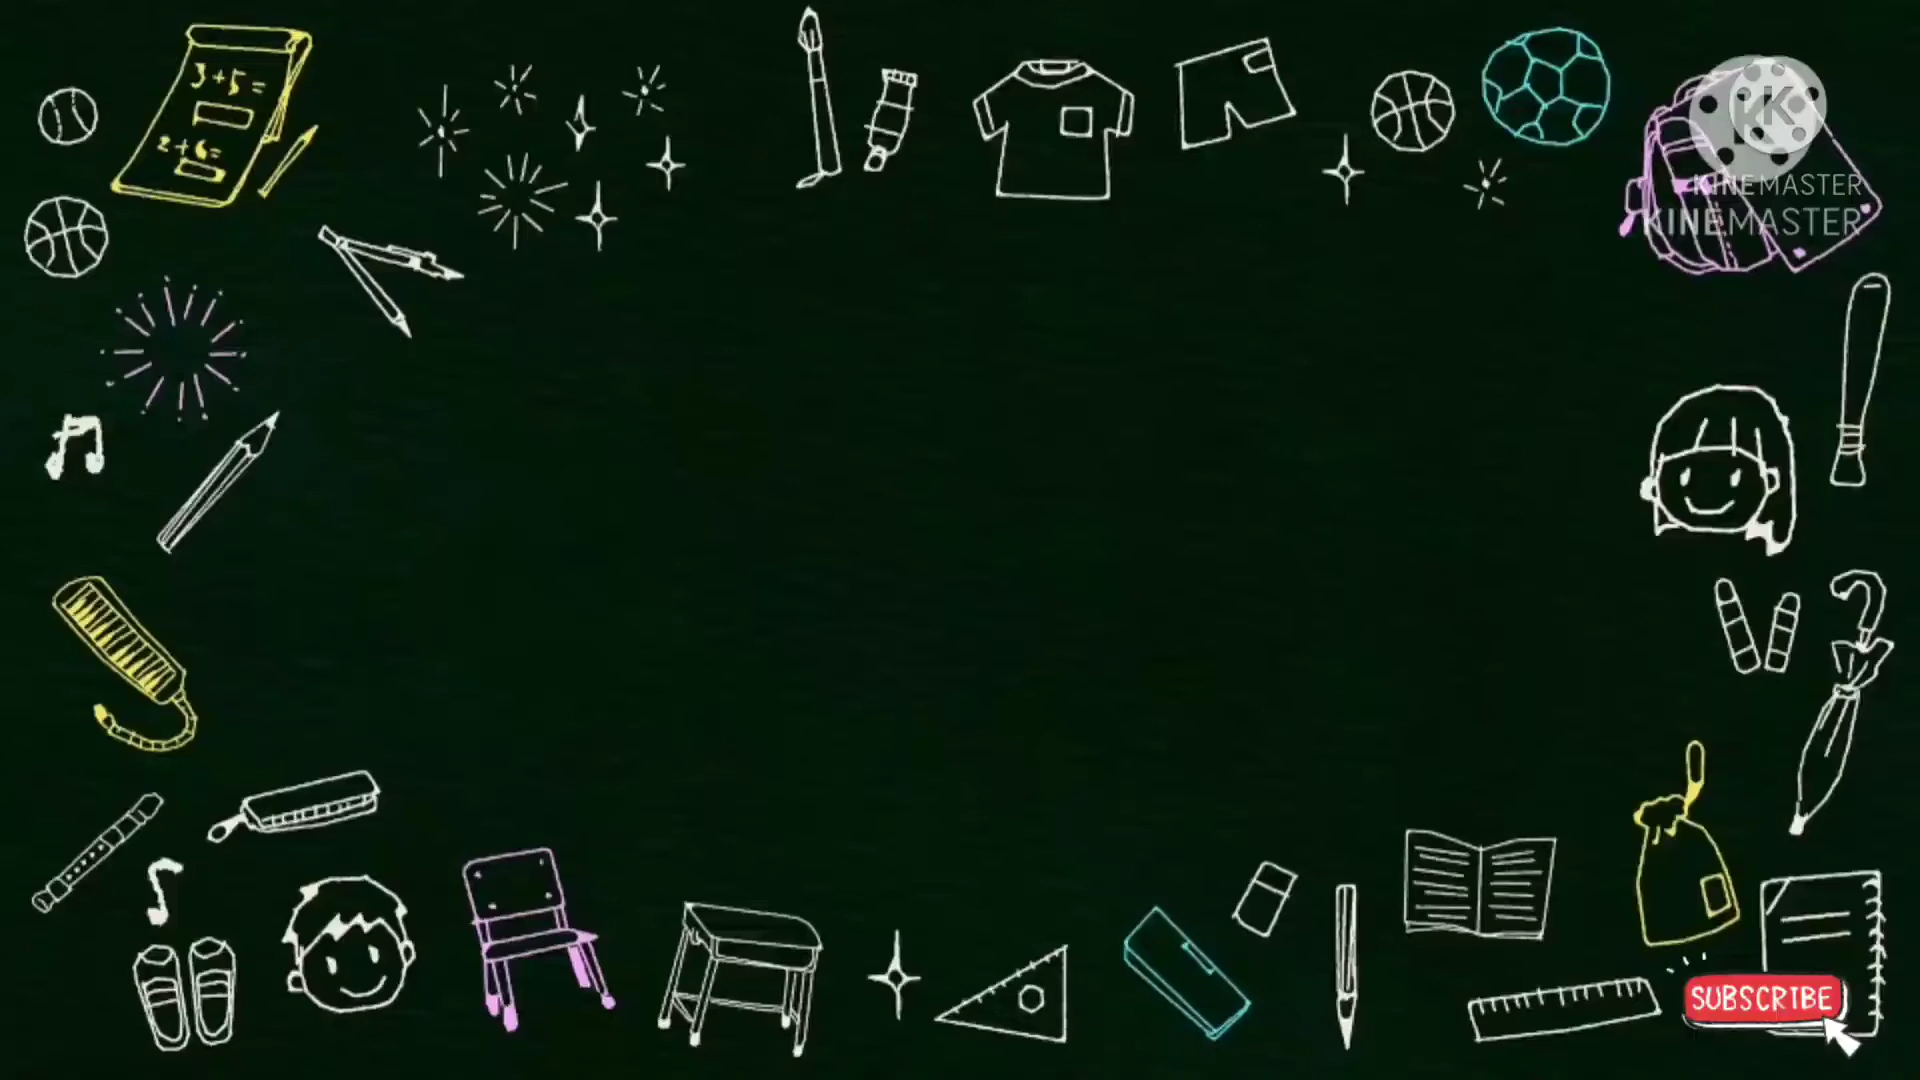 3+5=
2+6=
KINEMASTER
KINEMASTER
SUBSCRIBE